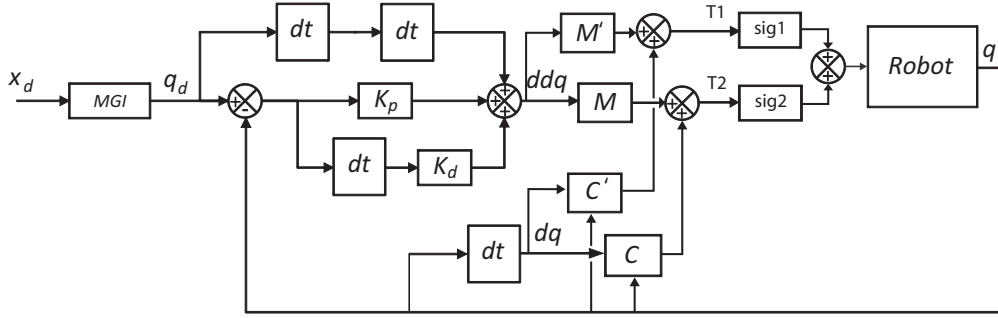 dt
dt
M'
T1
sig1
x_d
MGI
q_d
K_p
ddq
M
T2
sig2
Robot
q
dt
K_d
C'
dt
dq
C